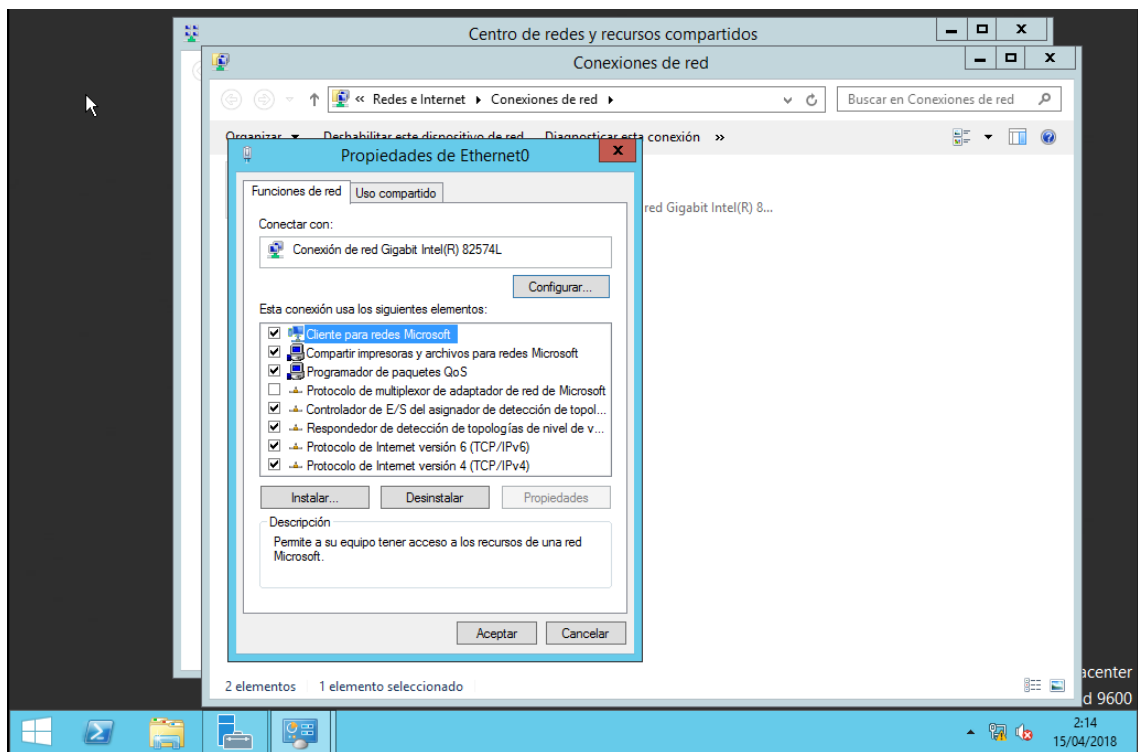 Centro de redes y recursos compartidos
Conexiones de red
« Redes e Internet ▸ Conexiones de red ▸
Buscar en Conexiones de red
Organizar Deshabilitar este dispositivo de red Diagnosticar esta conexión »
Propiedades de Ethernet0
red Gigabit Intel(R) 8...
Funciones de red Uso compartido
Conectar con:
Conexión de red Gigabit Intel(R) 82574L
Configurar...
Esta conexión usa los siguientes elementos:
Cliente para redes Microsoft
Compartir impresoras y archivos para redes Microsoft
Programador de paquetes QoS
Protocolo de multiplexor de adaptador de red de Microsoft
Controlador de E/S del asignador de detección de topol...
Respondedor de detección de topologías de nivel de v...
Protocolo de Internet versión 6 (TCP/IPv6)
Protocolo de Internet versión 4 (TCP/IPv4)
Instalar... Desinstalar Propiedades
Descripción
Permite a su equipo tener acceso a los recursos de una red
Microsoft.
Aceptar Cancelar
2 elementos 1 elemento seleccionado
acenter
d 9600
2:14
15/04/2018